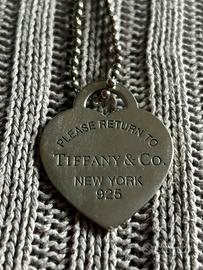 PLEASE RETURN TO
TIFFANY & CO.
NEW YORK
925